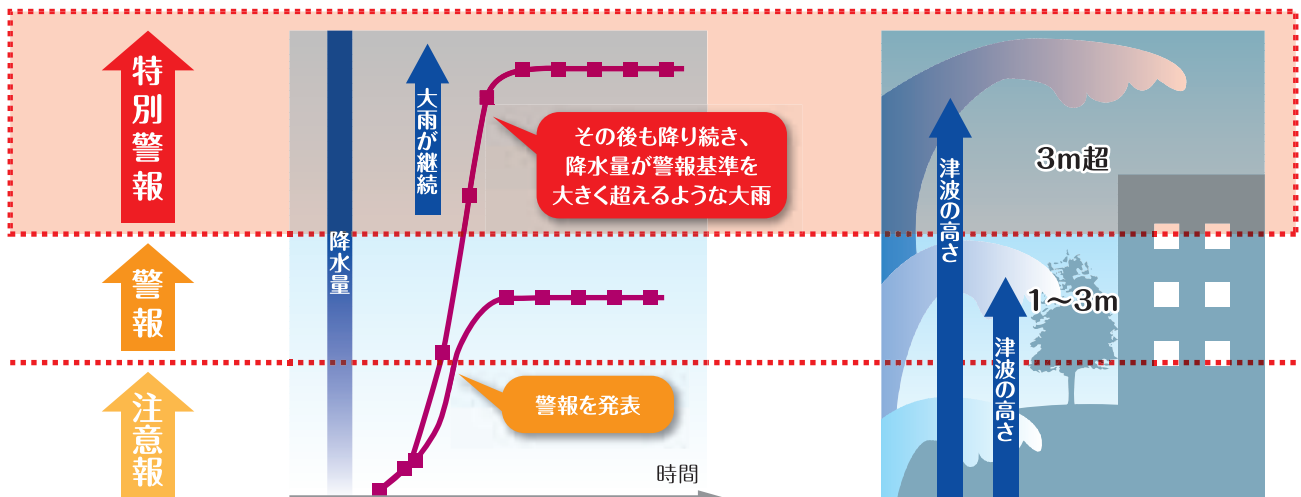 特別警報
警報
注意報
降水量
大雨が継続
その後も降り続き、
降水量が警報基準を
大きく超えるような大雨
警報を発表
時間
津波の高さ
3m超
津波の高さ
1〜3m